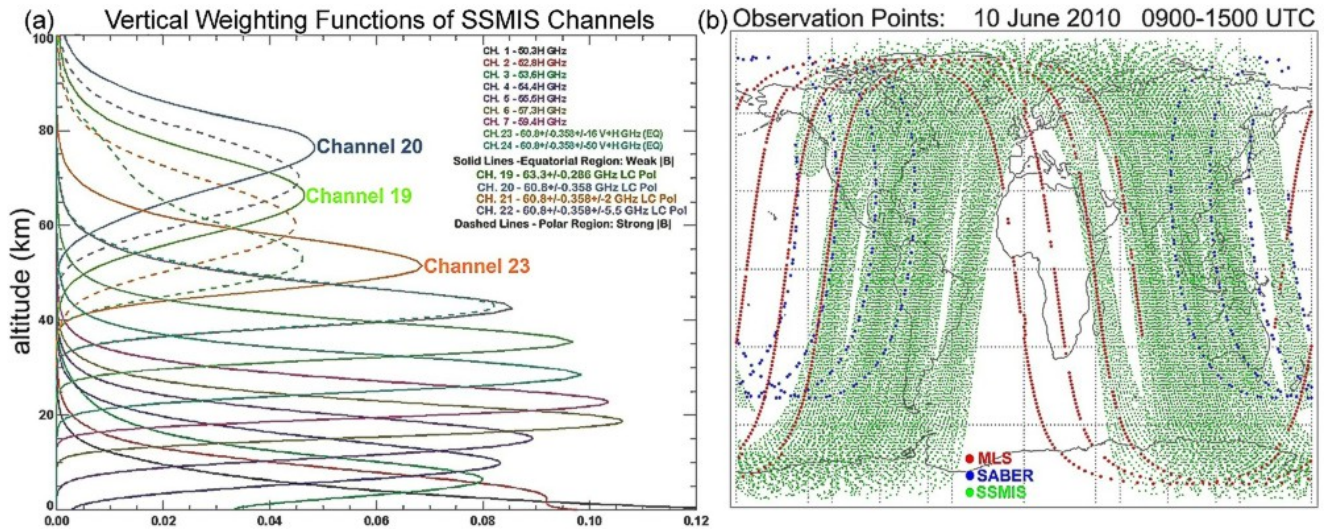 (a) Vertical Weighting Functions of SSMIS Channels
100
80
60
40
20
0
altitude (km)
0.00 0.02 0.04 0.06 0.08 0.10 0.12
CH. 1 - 50.3H GHz
CH. 2 - 52.8H GHz
CH. 3 - 53.6H GHz
CH. 4 - 54.4H GHz
CH. 5 - 55.5H GHz
CH. 6 - 57.3H GHz
CH. 7 - 59.4H GHz
CH.23 - 60.8+/-0.358+/-16 V+H GHz (EQ)
CH.24 - 60.8+/-0.358+/-50 V+H GHz (EQ)
Solid Lines -Equatorial Region: Weak |B|
CH. 19 - 63.3+/-0.286 GHz LC Pol
CH. 20 - 60.8+/-0.358 GHz LC Pol
CH. 21 - 60.8+/-0.358+/-2 GHz LC Pol
CH. 22 - 60.8+/-0.358+/-5.5 GHz LC Pol
Dashed Lines - Polar Region: Strong |B|
Channel 20
Channel 19
Channel 23
(b) Observation Points: 10 June 2010 0900-1500 UTC
MLS
SABER
SSMIS